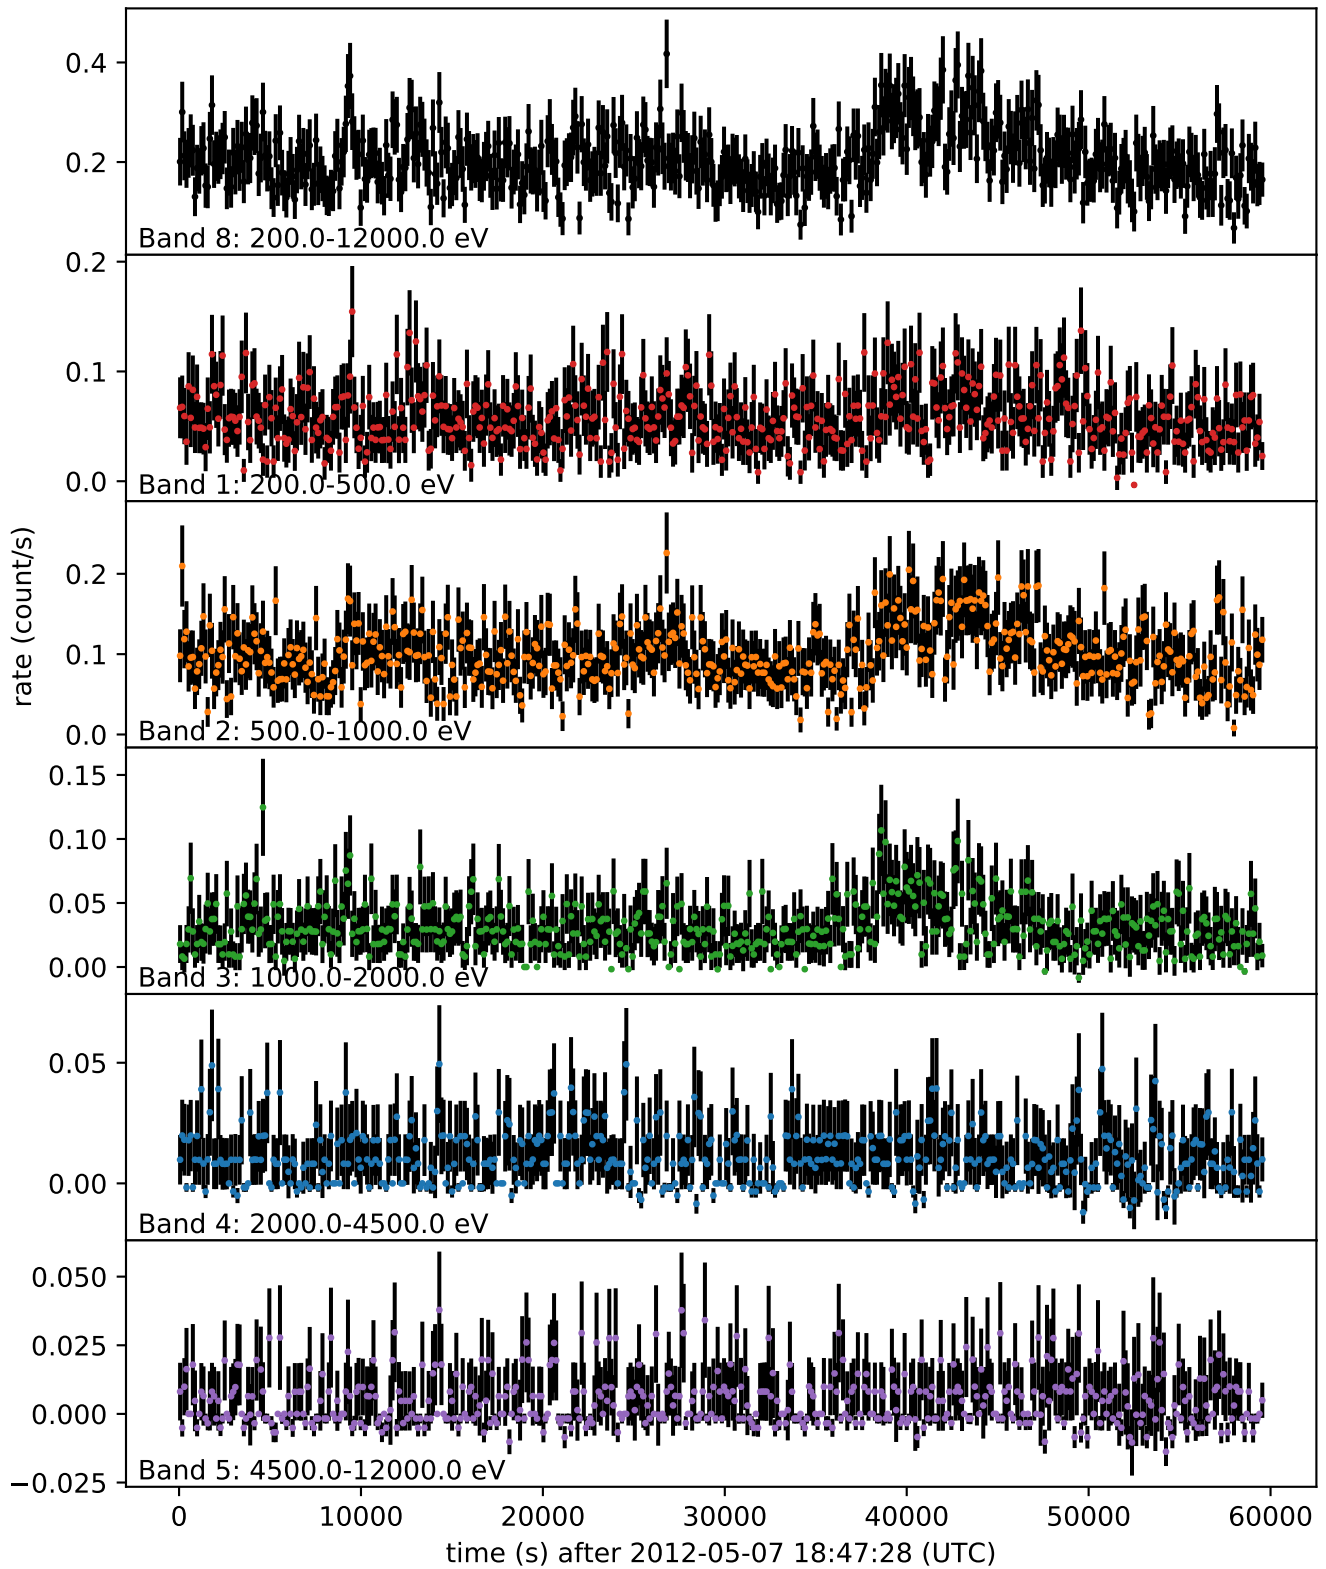 0.4
0.2
Band 8: 200.0-12000.0 eV
0.2
0.1
0.0
Band 1: 200.0-500.0 eV
rate (count/s)
0.2
0.1
0.0
Band 2: 500.0-1000.0 eV
0.15
0.10
0.05
0.00
Band 3: 1000.0-2000.0 eV
0.05
0.00
Band 4: 2000.0-4500.0 eV
0.050
0.025
0.000
−0.025
Band 5: 4500.0-12000.0 eV
0 10000 20000 30000 40000 50000 60000
time (s) after 2012-05-07 18:47:28 (UTC)